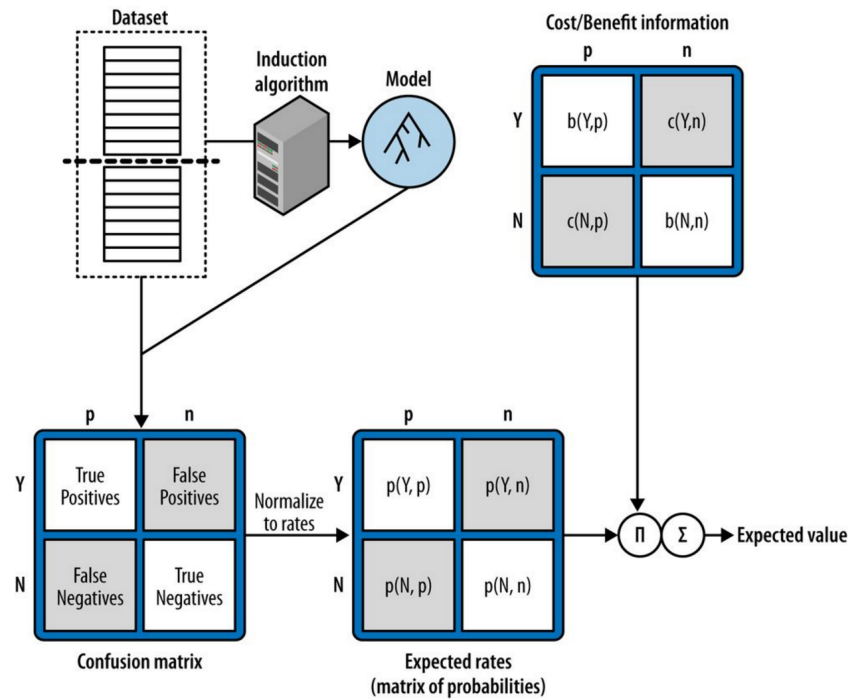 Dataset
Induction
algorithm
Model
Cost/Benefit information
p n
Y b(Y,p) c(Y,n)
N c(N,p) b(N,n)
p n
Y True
Positives
False
Positives
N False
Negatives
True
Negatives
Confusion matrix
Normalize
to rates
p n
Y p(Y, p) p(Y, n)
N p(N, p) p(N, n)
Expected rates
(matrix of probabilities)
Π Σ
Expected value